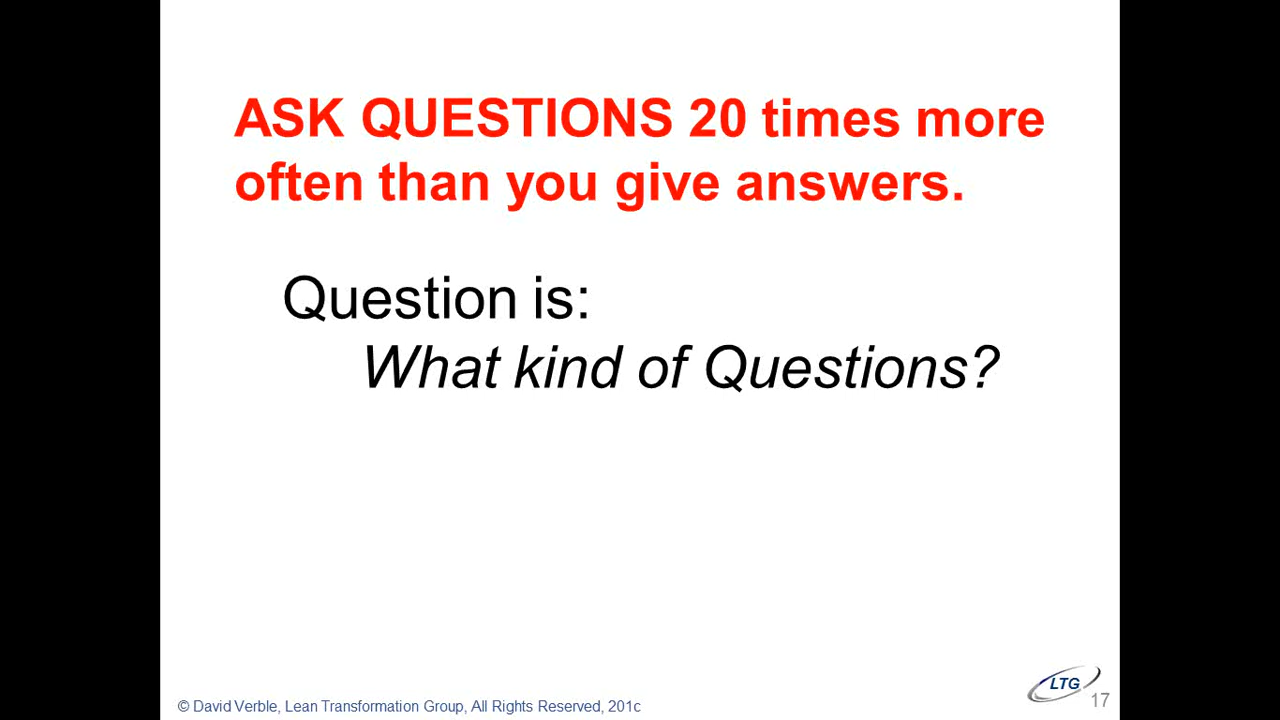 ASK QUESTIONS 20 times more
often than you give answers.
Question is:
What kind of Questions?
© David Verble, Lean Transformation Group, All Rights Reserved, 201c
LTG
17